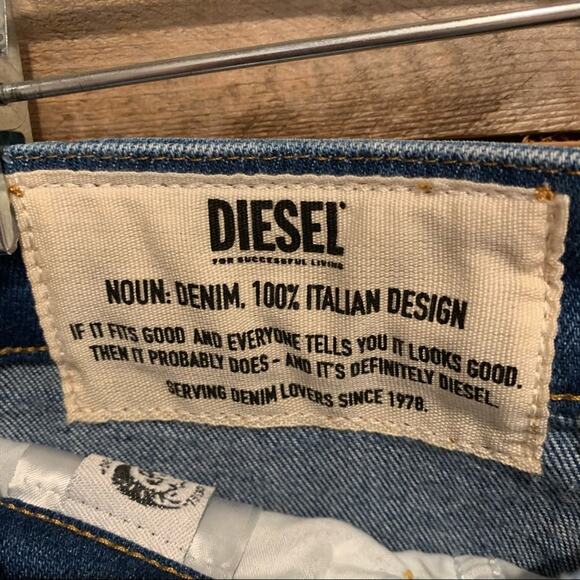 DIESEL
FOR SUCCESSFUL LIVING
NOUN: DENIM, 100% ITALIAN DESIGN
IF IT FITS GOOD AND EVERYONE TELLS YOU IT LOOKS GOOD.
THEN IT PROBABLY DOES - AND IT'S DEFINITELY DIESEL.
SERVING DENIM LOVERS SINCE 1978.